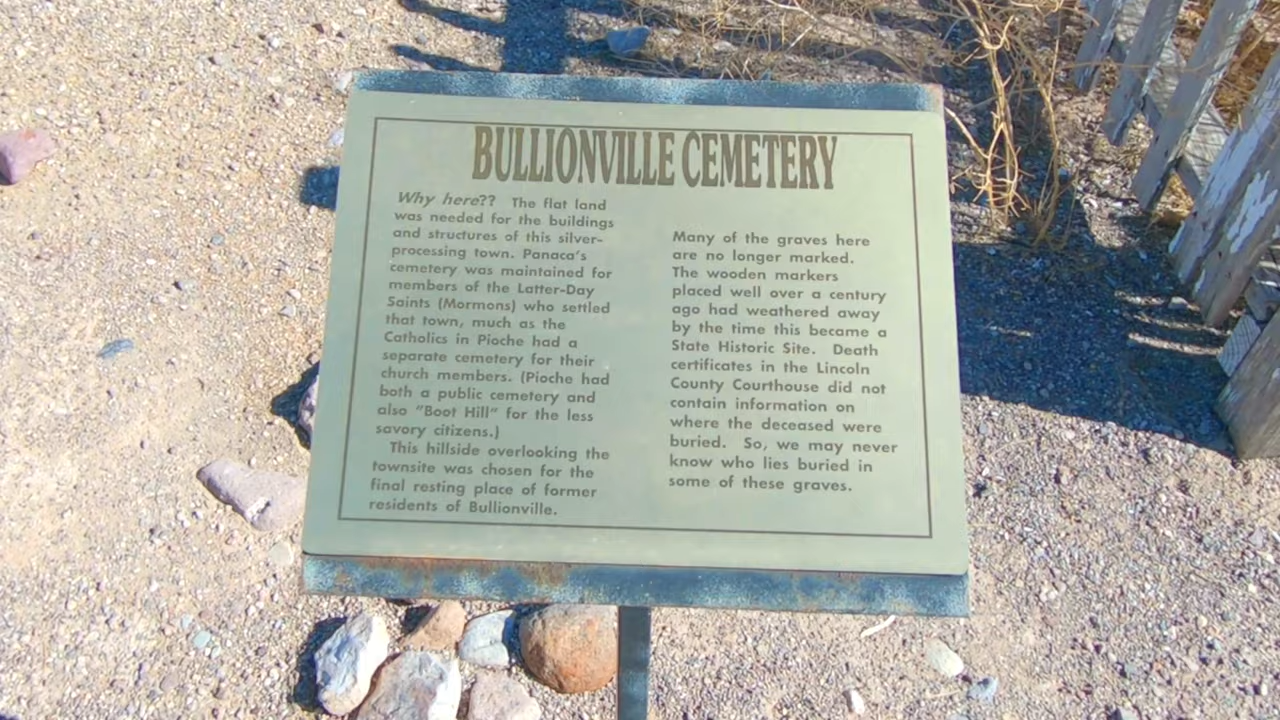 BULLIONVILLE CEMETERY
Why here?? The flat land
was needed for the buildings
and structures of this silver-
processing town. Panaca's
cemetery was maintained for
members of the Latter-Day
Saints (Mormons) who settled
that town, much as the
Catholics in Pioche had a
separate cemetery for their
church members. (Pioche had
both a public cemetery and
also "Boot Hill" for the less
savory citizens.)
This hillside overlooking the
townsite was chosen for the
final resting place of former
residents of Bullionville.
Many of the graves here
are no longer marked.
The wooden markers
placed well over a century
ago had weathered away
by the time this became a
State Historic Site. Death
certificates in the Lincoln
County Courthouse did not
contain information on
where the deceased were
buried. So, we may never
know who lies buried in
some of these graves.